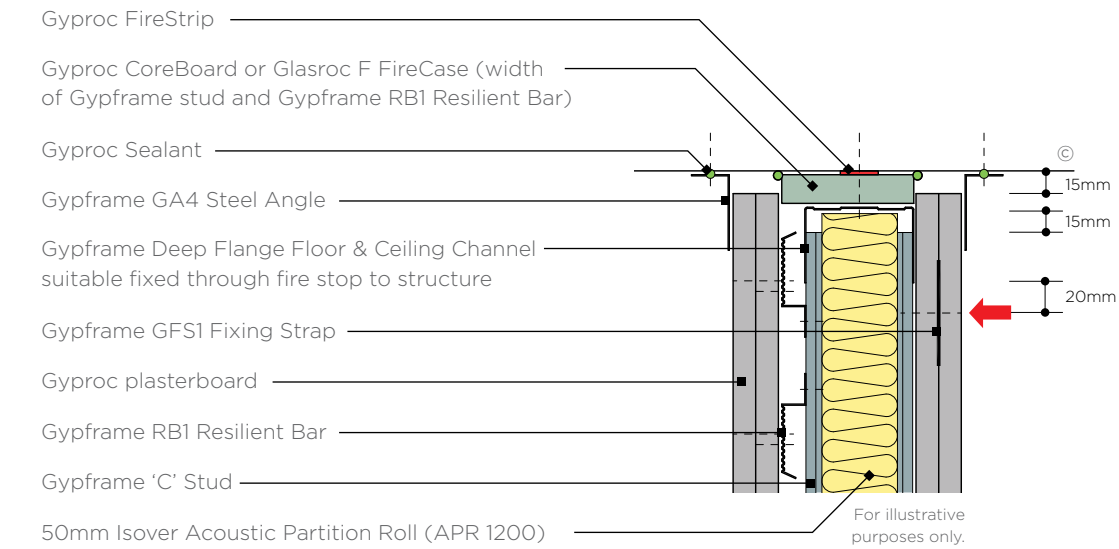 Gyproc FireStrip
Gyproc CoreBoard or Glasroc F FireCase (width
of Gypframe stud and Gypframe RB1 Resilient Bar)
Gyproc Sealant
©
15mm
Gypframe GA4 Steel Angle
15mm
Gypframe Deep Flange Floor & Ceiling Channel
suitable fixed through fire stop to structure
20mm
Gypframe GFS1 Fixing Strap
Gyproc plasterboard
Gypframe RB1 Resilient Bar
Gypframe ‘C’ Stud
50mm Isover Acoustic Partition Roll (APR 1200)
For illustrative
purposes only.